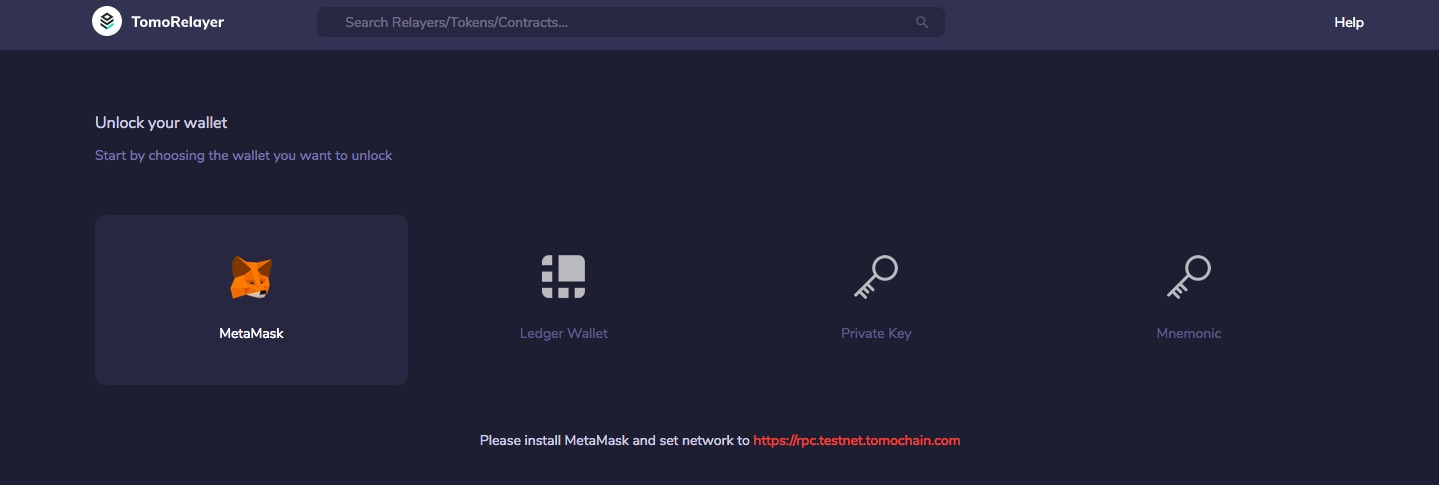 TomoRelayer
Search Relayers/Tokens/Contracts...
Help
Unlock your wallet
Start by choosing the wallet you want to unlock
MetaMask
Ledger Wallet
Private Key
Mnemonic
Please install MetaMask and set network to https://rpc.testnet.tomochain.com